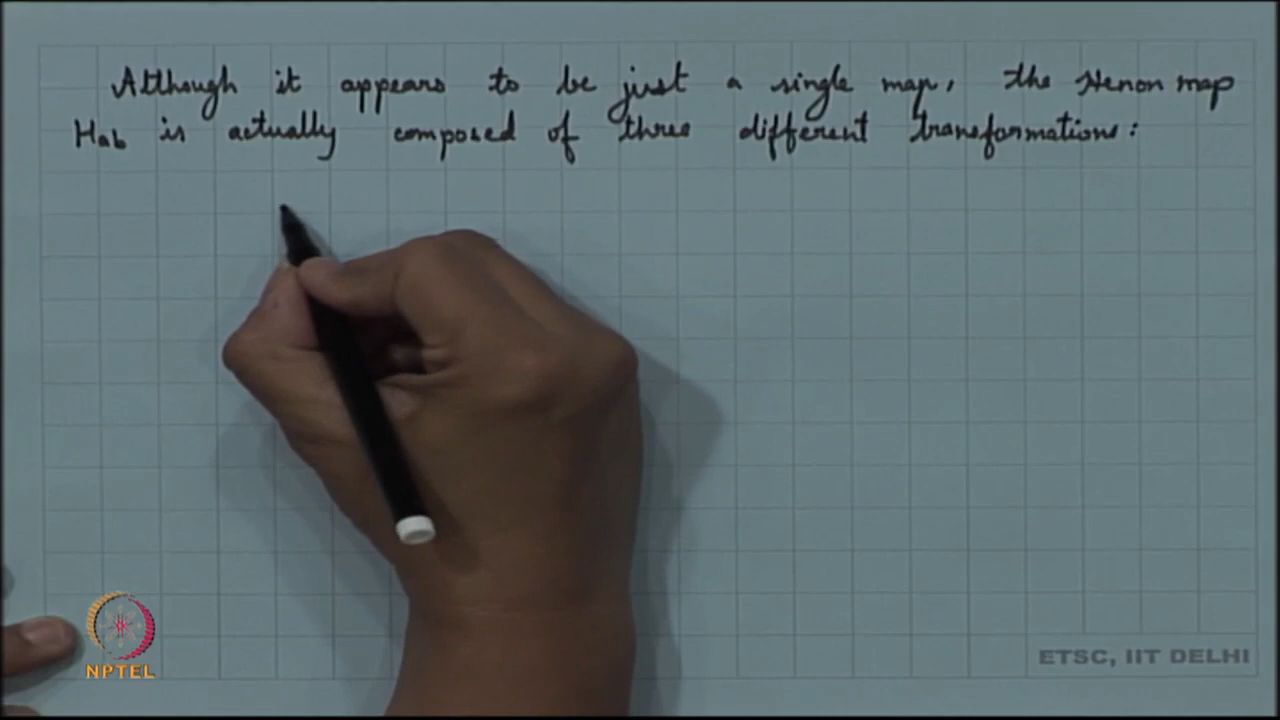 Although it appears to be just a single map, the Henon map
Hab is actually composed of three different transformations:
NPTEL
ETSC, IIT DELHI